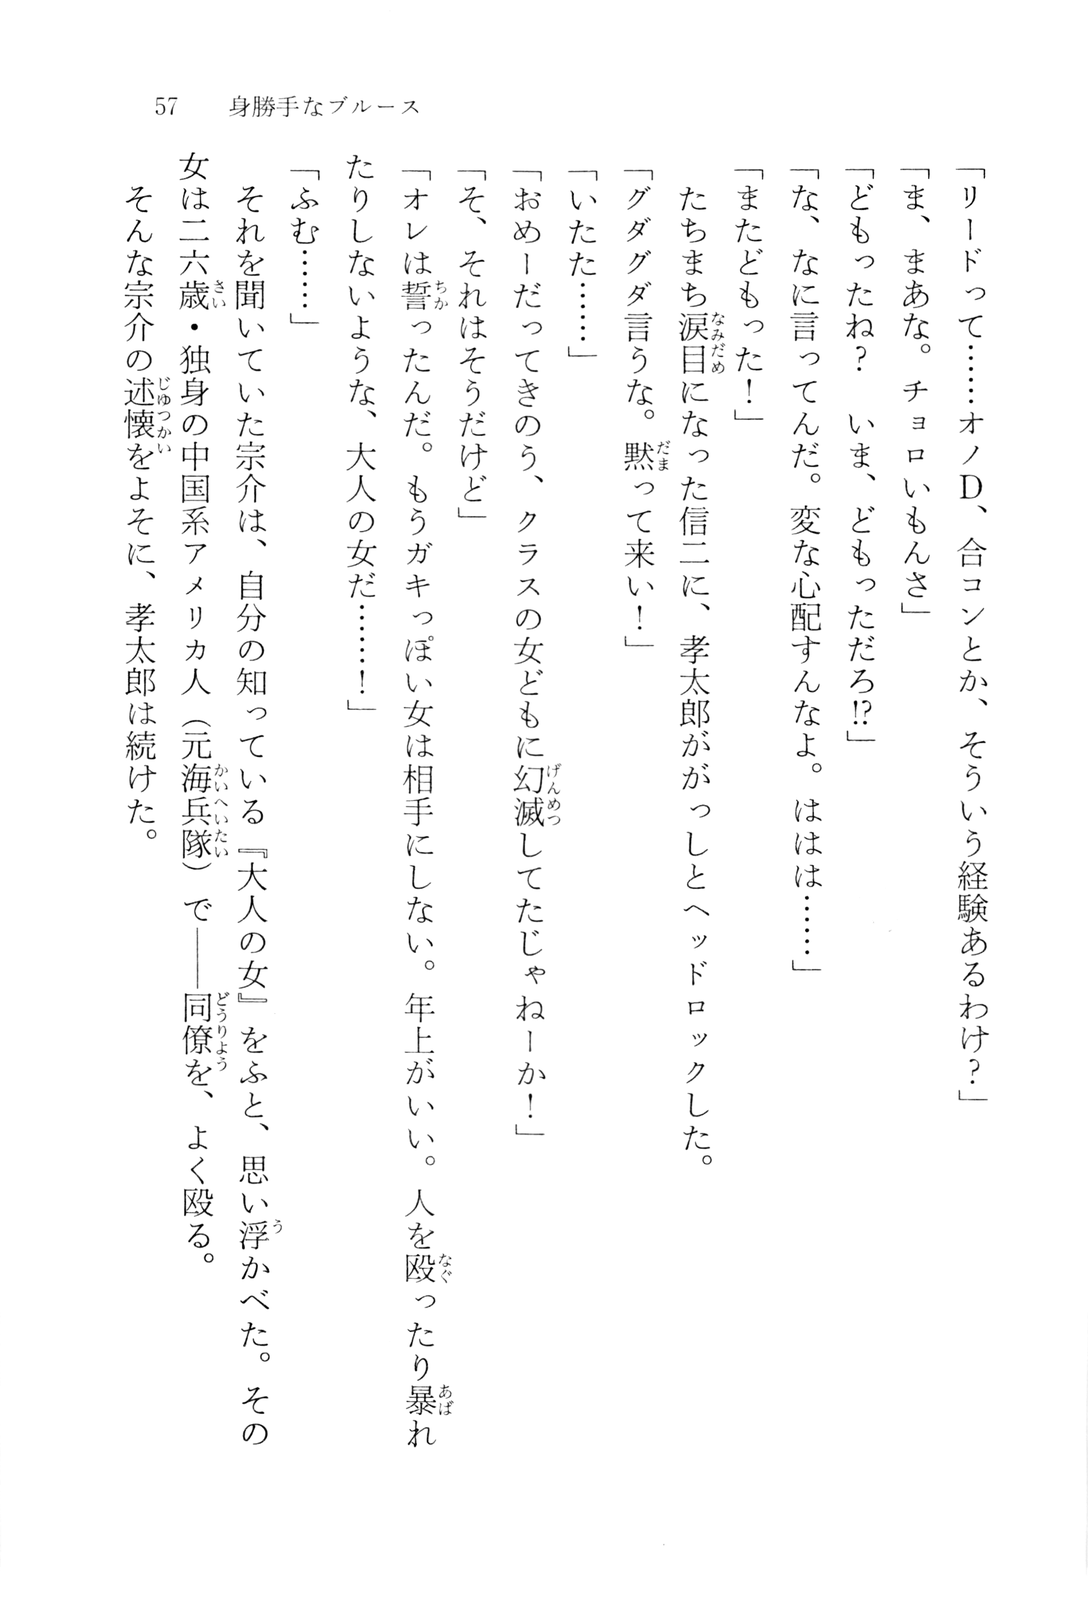 57　身勝手なブルース
「リードって……オノD、合コンとか、そういう経験あるわけ？」
「ま、まあな。チョロいもんさ」
「どもったね？　いま、どもっただろ!?」
「な、なに言ってんだ。変な心配すんなよ。ははは……」
「またどもった！」
　たちまち涙目になった信二に、孝太郎ががっしとヘッドロックした。
「グダグダ言うな。黙って来い！」
「いたた……」
「おめーだってきのう、クラスの女どもに幻滅してたじゃねーか！」
「そ、それはそうだけど」
「オレは誓ったんだ。もうガキっぽい女は相手にしない。年上がいい。人を殴ったり暴れ
たりしないような、大人の女だ……！」
「ふむ……」
　それを聞いていた宗介は、自分の知っている『大人の女』をふと、思い浮かべた。その
女は二六歳・独身の中国系アメリカ人（元海兵隊）で――同僚を、よく殴る。
　そんな宗介の述懐をよそに、孝太郎は続けた。